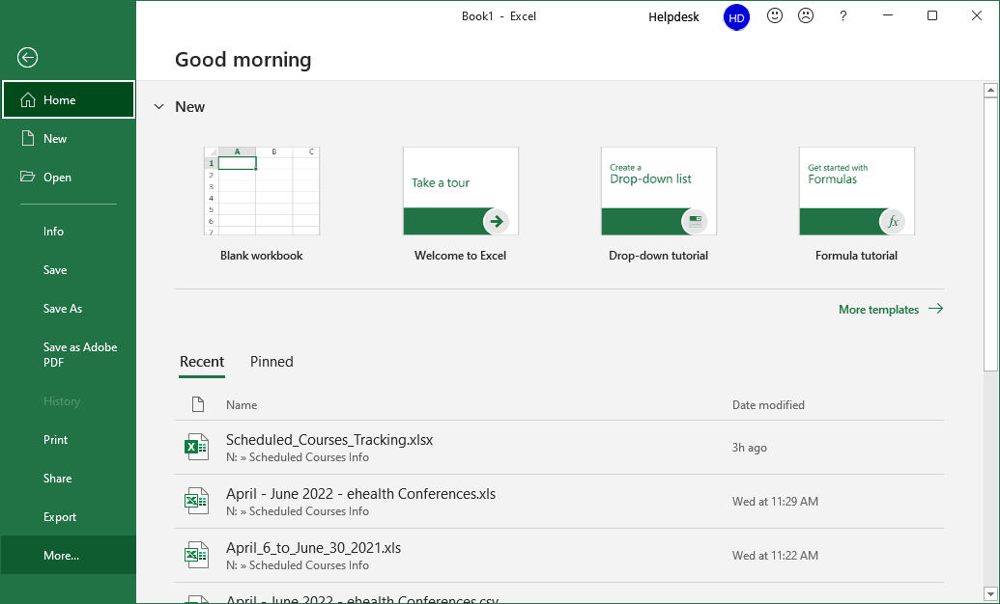 Book1 - Excel
Helpdesk
HD
?
Good morning
Home
New
Open
Info
Save
Save As
Save as Adobe
PDF
History
Print
Share
Export
More...
New
A B C
1
2
3
4
5
6
7
Blank workbook
Take a tour
Welcome to Excel
Create a
Drop-down list
Drop-down tutorial
Get started with
Formulas
fx
Formula tutorial
More templates
Recent Pinned
Name Date modified
Scheduled_Courses_Tracking.xlsx
N: » Scheduled Courses Info
3h ago
April - June 2022 - ehealth Conferences.xls
N: » Scheduled Courses Info
Wed at 11:29 AM
April_6_to_June_30_2021.xls
N: » Scheduled Courses Info
Wed at 11:22 AM
April - June 2022 - ehealth Conferences.csv